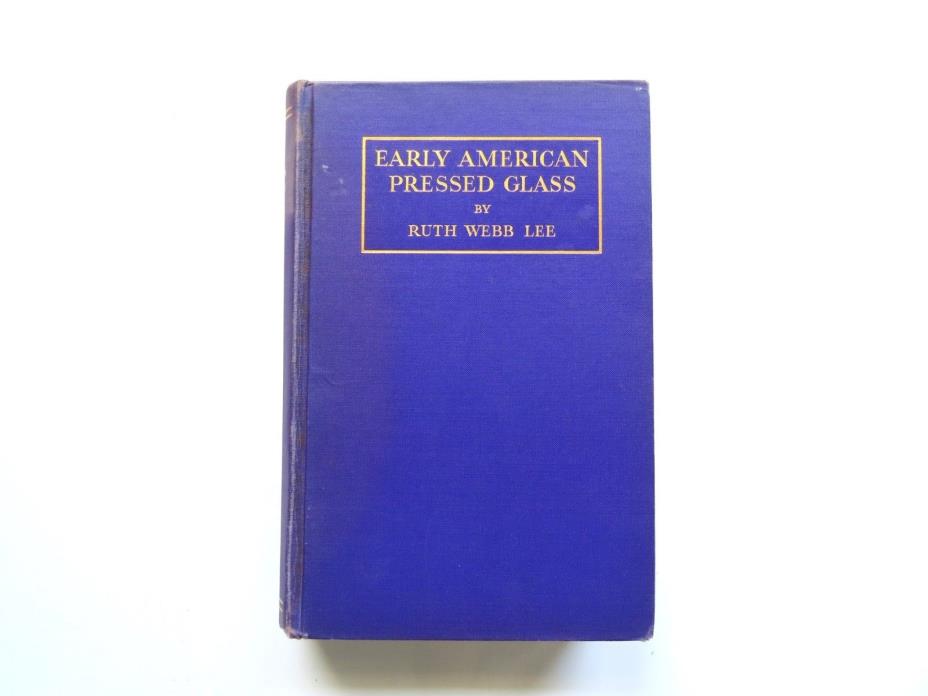 EARLY AMERICAN
PRESSED GLASS
BY
RUTH WEBB LEE